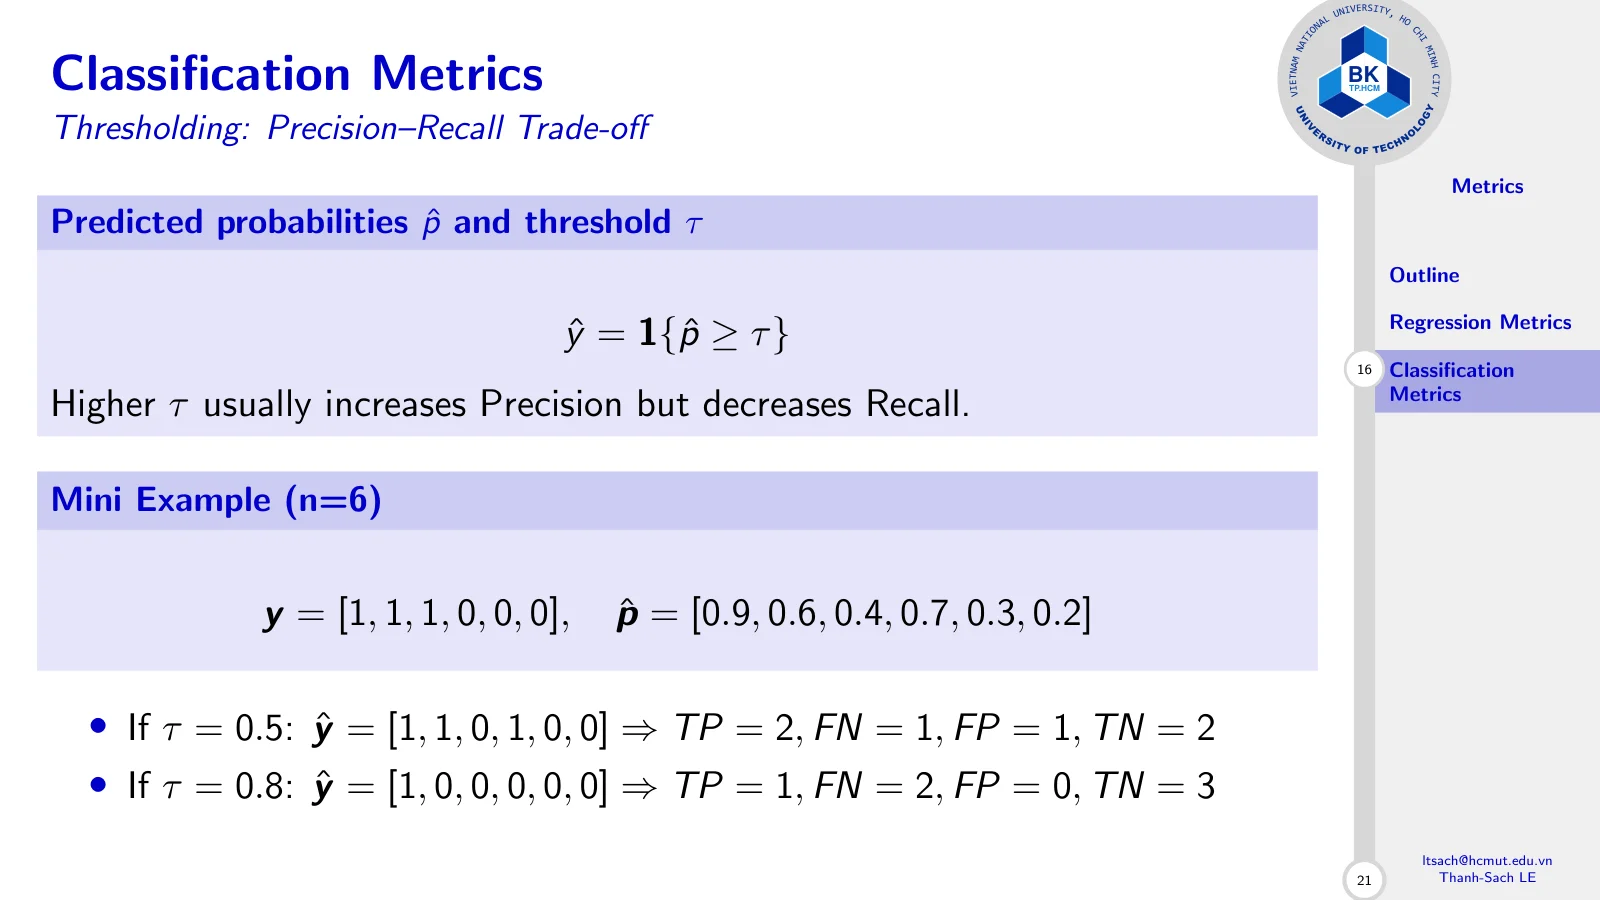 Classification Metrics
Thresholding: Precision–Recall Trade-off
Predicted probabilities p̂ and threshold τ
ŷ = 𝟏{p̂ ≥ τ}
Higher τ usually increases Precision but decreases Recall.
Mini Example (n=6)
y = [1, 1, 1, 0, 0, 0], p̂ = [0.9, 0.6, 0.4, 0.7, 0.3, 0.2]
• If τ = 0.5: ŷ = [1, 1, 0, 1, 0, 0] ⇒ TP = 2, FN = 1, FP = 1, TN = 2
• If τ = 0.8: ŷ = [1, 0, 0, 0, 0, 0] ⇒ TP = 1, FN = 2, FP = 0, TN = 3
VIETNAM NATIONAL UNIVERSITY, HO CHI MINH CITY
BK
TP.HCM
UNIVERSITY OF TECHNOLOGY
Metrics
Outline
Regression Metrics
16
Classification
Metrics
ltsach@hcmut.edu.vn
Thanh-Sach LE
21